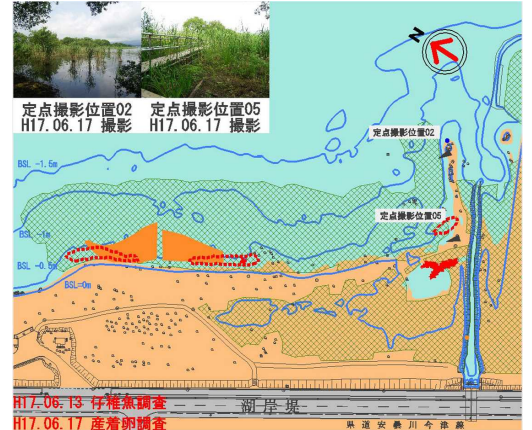 定点撮影位置02
H17.06.17 撮影
定点撮影位置05
H17.06.17 撮影
N
定点撮影位置02
BSL -1.5m
定点撮影位置05
BSL -1m
BSL -0.5m
BSL=0m
H17.06.13 仔稚魚調査
湖岸堤
H17.06.17 産着卵調査
県道安曇川今津線